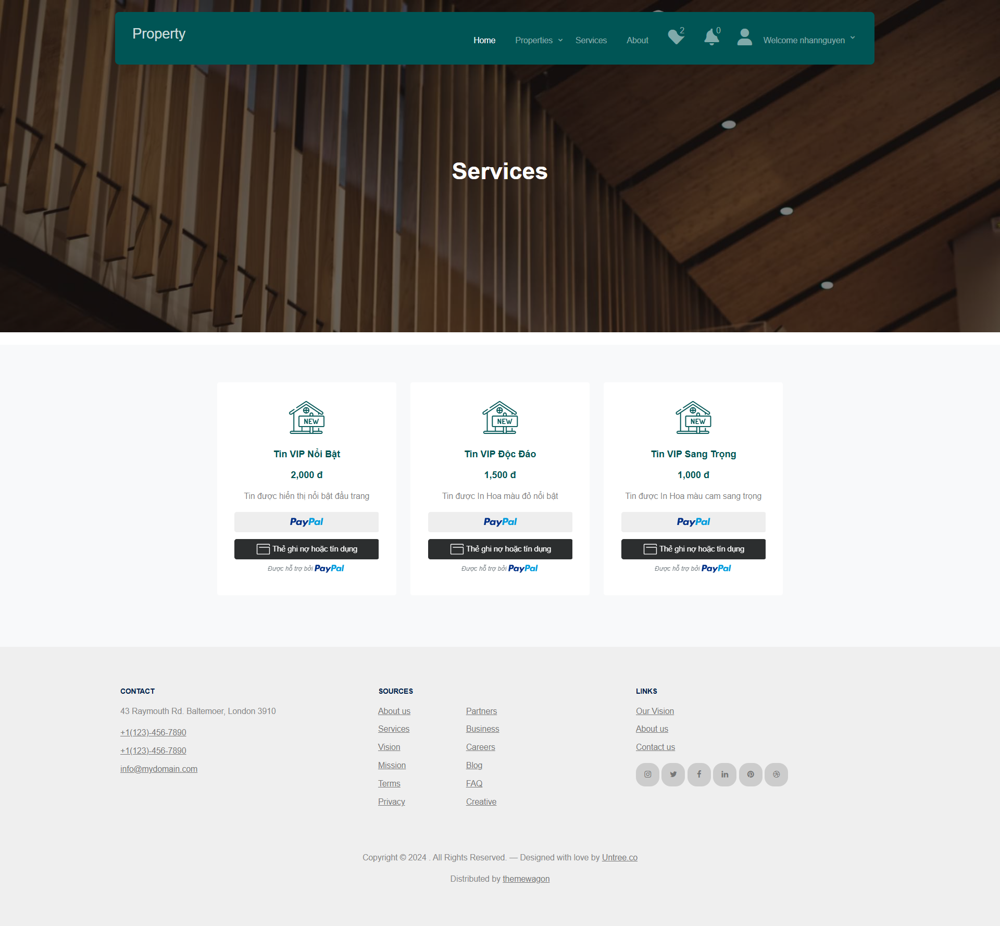 Property
Home
Properties
Services
About
2
0
Welcome nhannguyen
Services
NEW
Tin VIP Nổi Bật
2,000 đ
Tin được hiển thị nổi bật đầu trang
PayPal
Thẻ ghi nợ hoặc tín dụng
Được hỗ trợ bởi PayPal
NEW
Tin VIP Độc Đáo
1,500 đ
Tin được In Hoa màu đỏ nổi bật
PayPal
Thẻ ghi nợ hoặc tín dụng
Được hỗ trợ bởi PayPal
NEW
Tin VIP Sang Trọng
1,000 đ
Tin được In Hoa màu cam sang trọng
PayPal
Thẻ ghi nợ hoặc tín dụng
Được hỗ trợ bởi PayPal
CONTACT
43 Raymouth Rd. Baltemoer, London 3910
+1(123)-456-7890
+1(123)-456-7890
info@mydomain.com
SOURCES
About us
Services
Vision
Mission
Terms
Privacy
Partners
Business
Careers
Blog
FAQ
Creative
LINKS
Our Vision
About us
Contact us
Copyright © 2024 . All Rights Reserved. — Designed with love by Untree.co
Distributed by themewagon